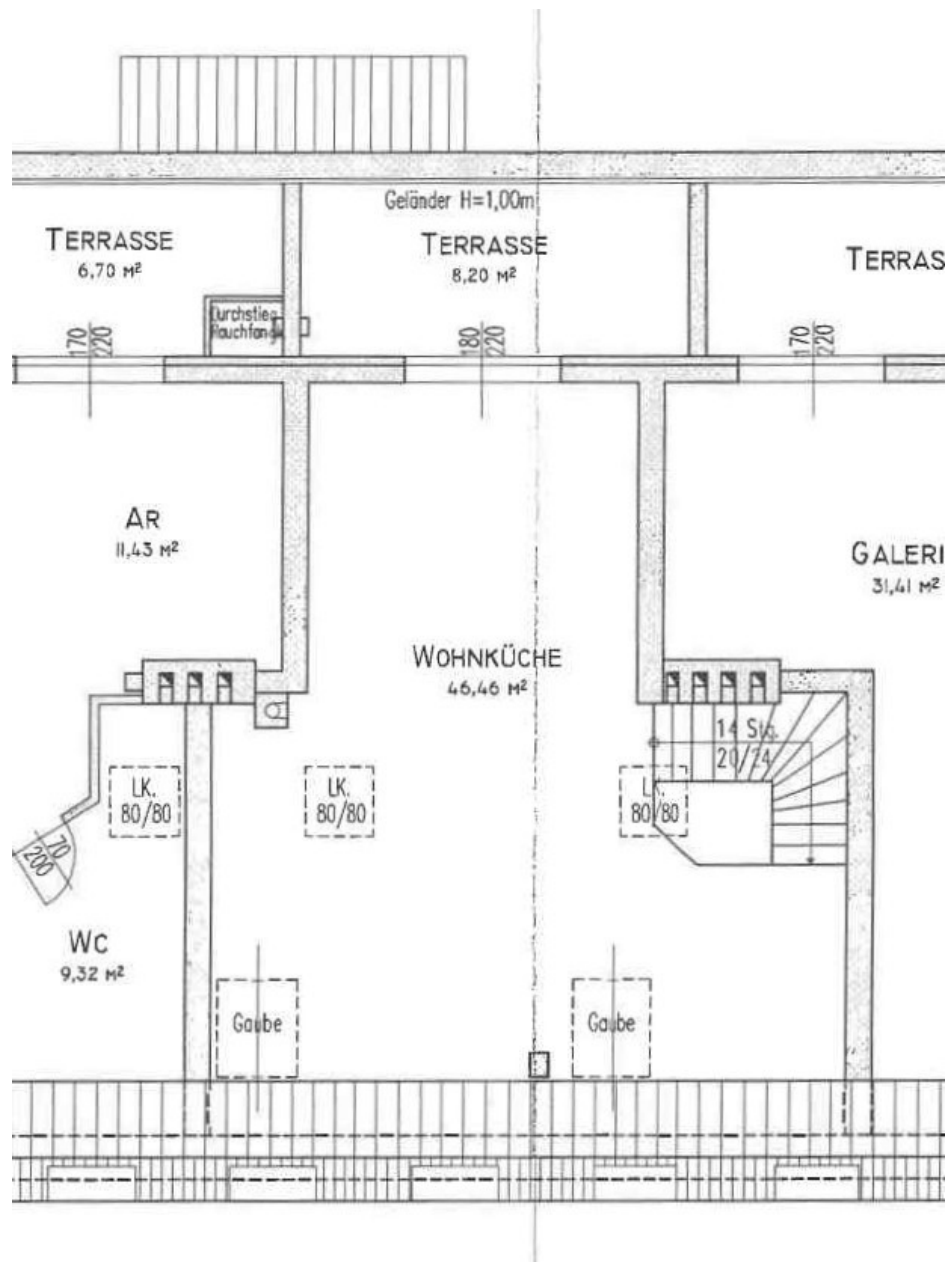 Geländer H=1,00m
TERRASSE
6,70 M²
TERRASSE
8,20 M²
TERRAS
Durchstieg
Rauchfang
170
220
180
220
170
220
AR
11,43 M²
GALERI
31,41 M²
WOHNKÜCHE
46,46 M²
14 Stg.
20/24
LK.
80/80
LK.
80/80
LK.
80/80
70
200
WC
9,32 M²
Gaube
Gaube